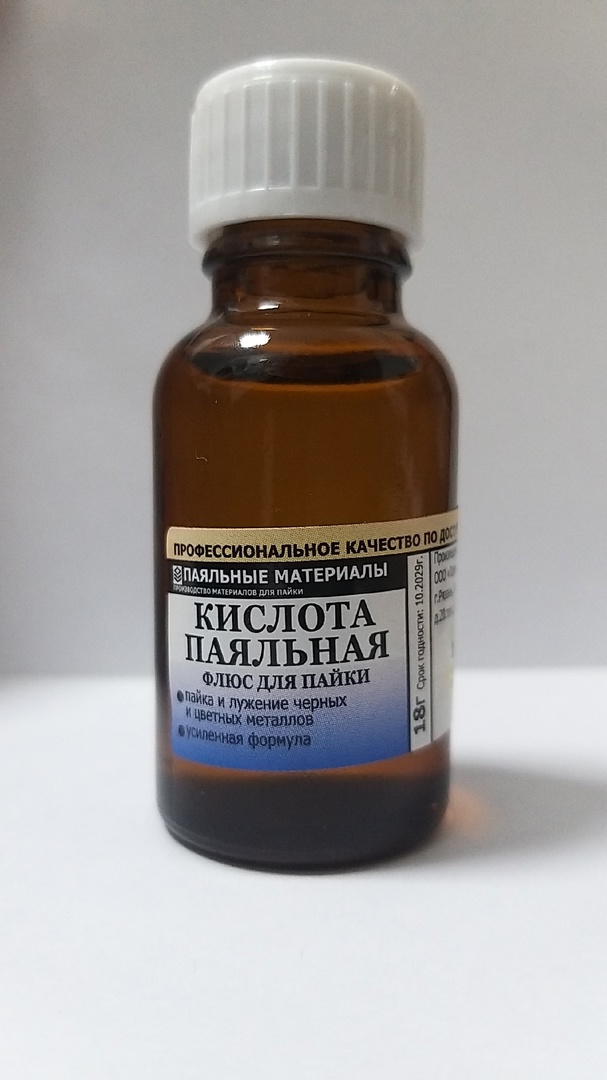 ПРОФЕССИОНАЛЬНОЕ КАЧЕСТВО ПО
ПАЯЛЬНЫЕ МАТЕРИАЛЫ
ПРОИЗВОДСТВО МАТЕРИАЛОВ ДЛЯ ПАЙКИ
КИСЛОТА
ПАЯЛЬНАЯ
ФЛЮС ДЛЯ ПАЙКИ
пайка и лужение черных
и цветных металлов
усиленная формула
18г Срок годности: 10.2029г.
ООО